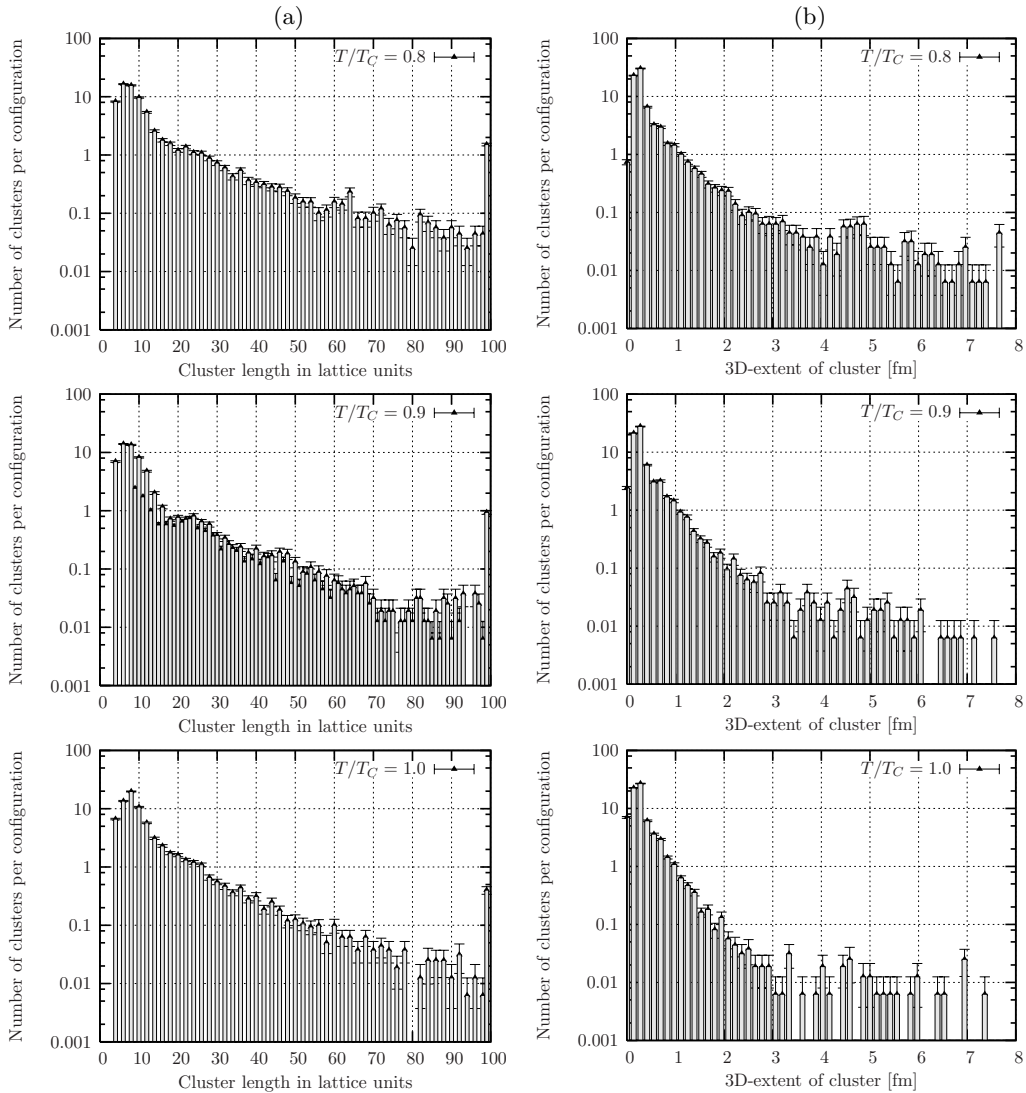 (a)
(b)
Number of clusters per configuration
100
10
1
0.1
0.01
0.001
T/T_C = 0.8
0 10 20 30 40 50 60 70 80 90 100
Cluster length in lattice units
Number of clusters per configuration
100
10
1
0.1
0.01
0.001
T/T_C = 0.8
0 1 2 3 4 5 6 7 8
3D-extent of cluster [fm]
Number of clusters per configuration
100
10
1
0.1
0.01
0.001
T/T_C = 0.9
0 10 20 30 40 50 60 70 80 90 100
Cluster length in lattice units
Number of clusters per configuration
100
10
1
0.1
0.01
0.001
T/T_C = 0.9
0 1 2 3 4 5 6 7 8
3D-extent of cluster [fm]
Number of clusters per configuration
100
10
1
0.1
0.01
0.001
T/T_C = 1.0
0 10 20 30 40 50 60 70 80 90 100
Cluster length in lattice units
Number of clusters per configuration
100
10
1
0.1
0.01
0.001
T/T_C = 1.0
0 1 2 3 4 5 6 7 8
3D-extent of cluster [fm]